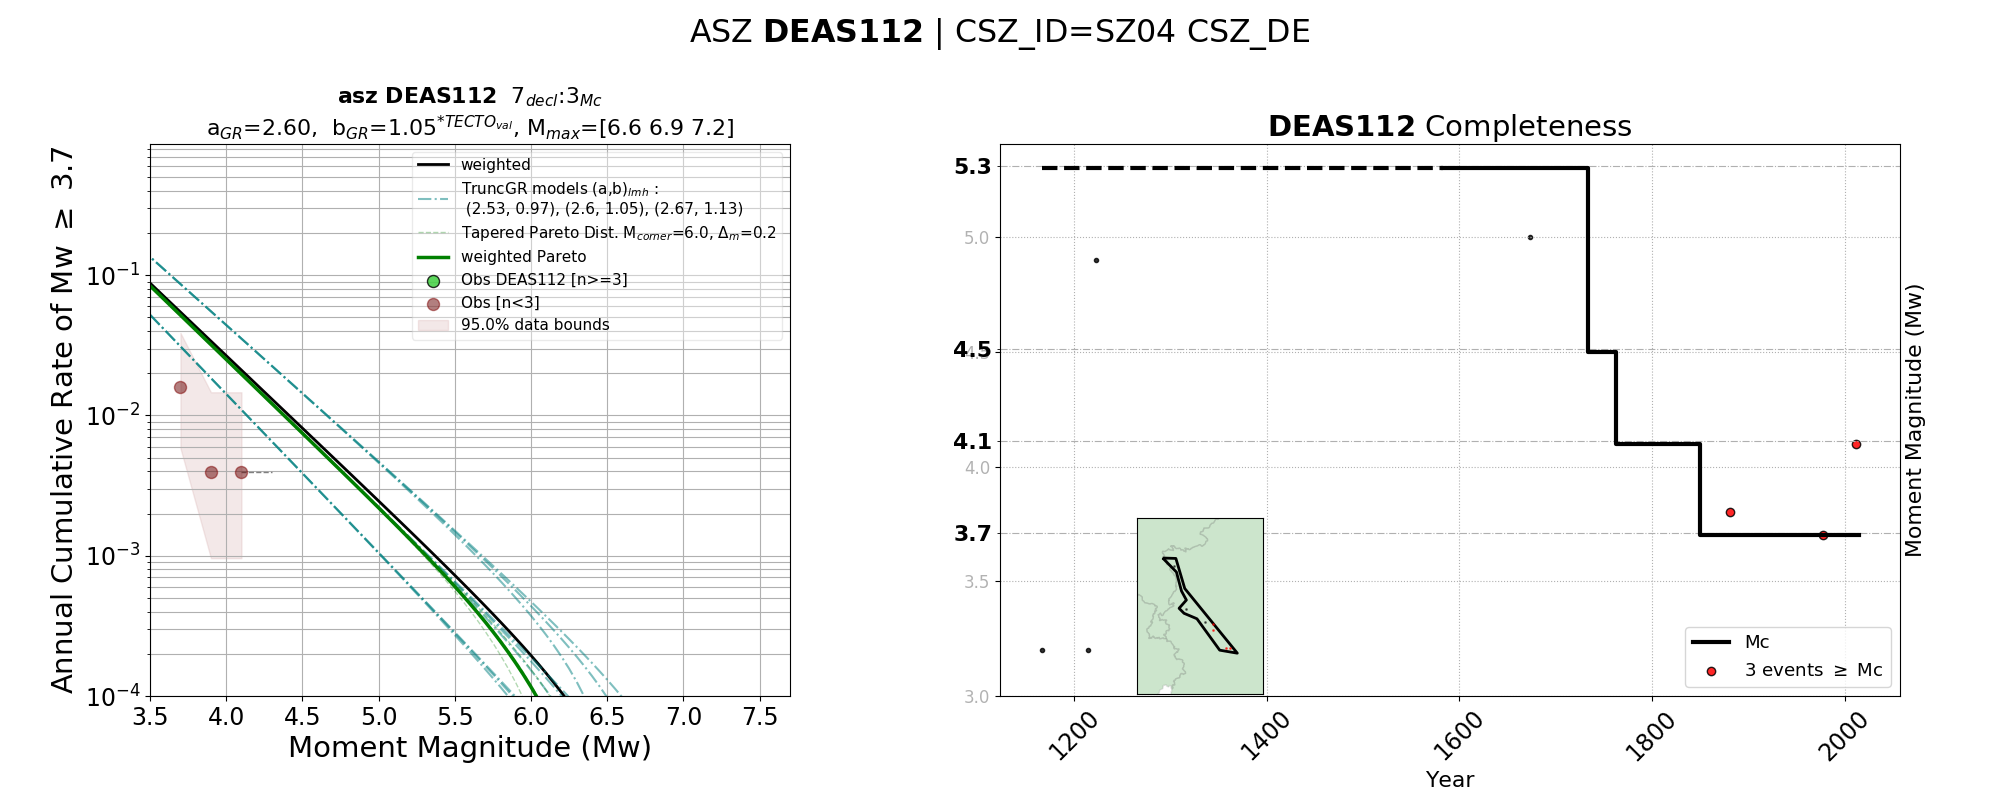 ASZ DEAS112 | CSZ_ID=SZ04 CSZ_DE
asz DEAS112 7decl:3Mc
aGR=2.60, bGR=1.05*TECTOval, Mmax=[6.6 6.9 7.2]
Annual Cumulative Rate of Mw ≥ 3.7
10−1
10−2
10−3
10−4
weighted
TruncGR models (a,b)lmh :
(2.53, 0.97), (2.6, 1.05), (2.67, 1.13)
Tapered Pareto Dist. Mcorner=6.0, Δm=0.2
weighted Pareto
Obs DEAS112 [n>=3]
Obs [n<3]
95.0% data bounds
3.5 4.0 4.5 5.0 5.5 6.0 6.5 7.0 7.5
Moment Magnitude (Mw)
DEAS112 Completeness
5.3
5.0
4.5
4.5
4.1
4.0
3.7
3.5
3.0
Moment Magnitude (Mw)
Mc
3 events ≥ Mc
1200 1400 1600 1800 2000
Year